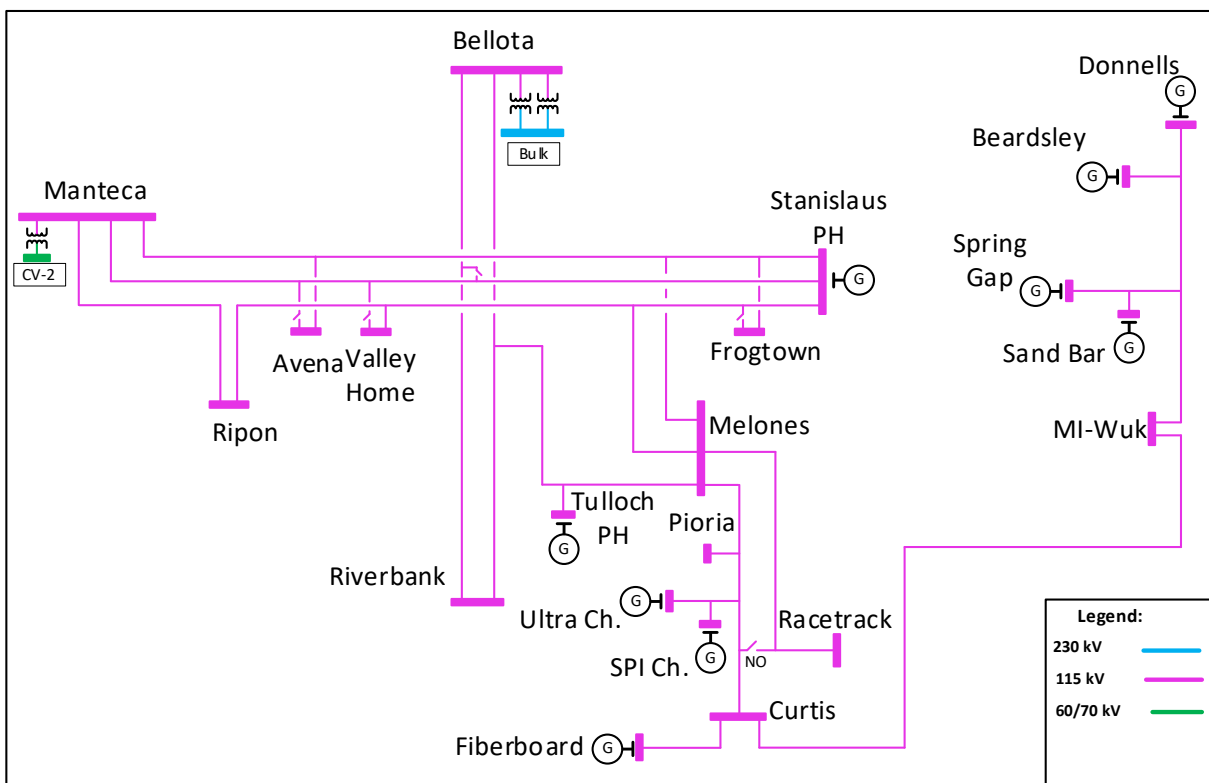 Bellota
Donnells
G
Beardsley
G
Bulk
Manteca
Stanislaus
PH
G
CV-2
Spring
Gap
G
Sand Bar
G
Avena
Valley
Home
Frogtown
Ripon
Melones
MI-Wuk
Tulloch
PH
G
Pioria
Riverbank
Ultra Ch.
G
SPI Ch.
G
NO
Racetrack
Curtis
Fiberboard
G
Legend:
230 kV
115 kV
60/70 kV